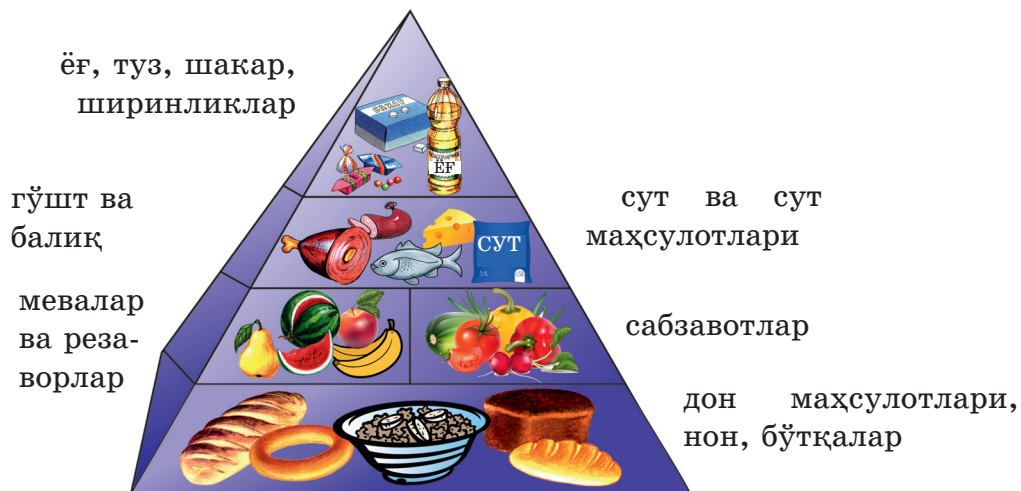 ёғ, туз, шакар,
ширинликлар
ЁҒ
гўшт ва
балиқ
сут ва сут
маҳсулотлари
СУТ
мевалар
ва реза-
ворлар
сабзавотлар
дон маҳсулотлари,
нон, бўтқалар